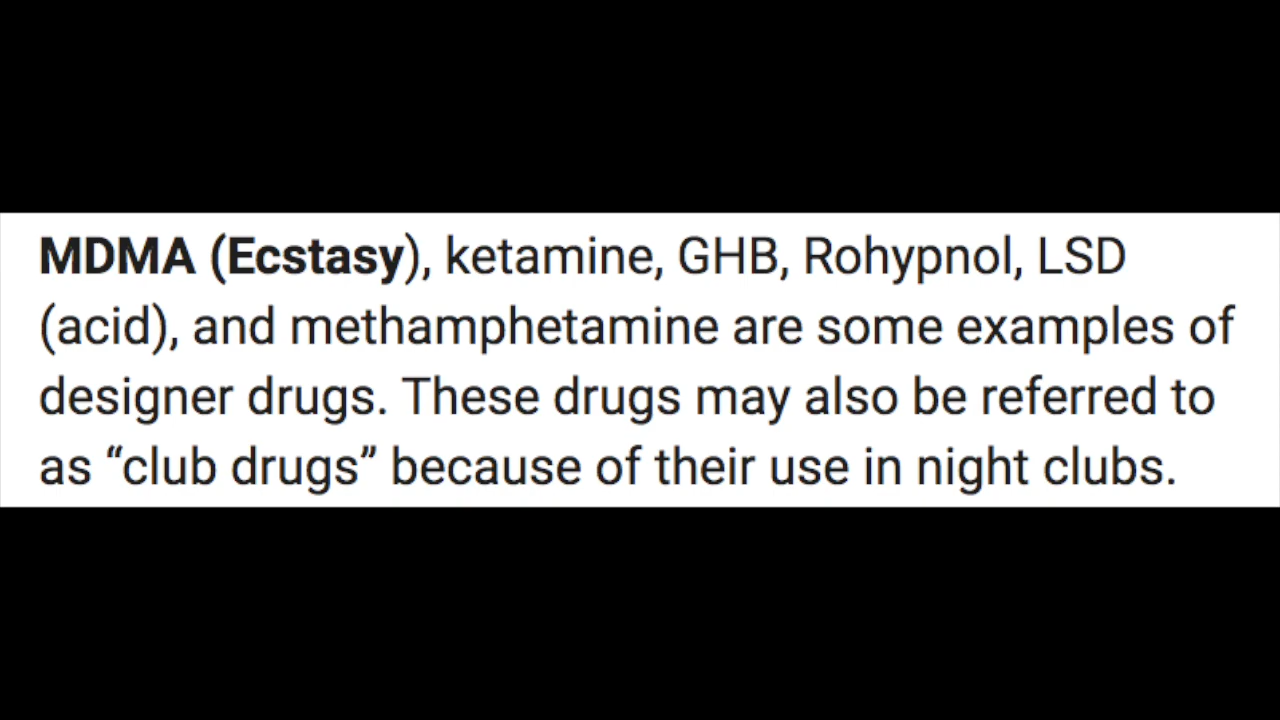 MDMA (Ecstasy), ketamine, GHB, Rohypnol, LSD
(acid), and methamphetamine are some examples of
designer drugs. These drugs may also be referred to
as “club drugs” because of their use in night clubs.